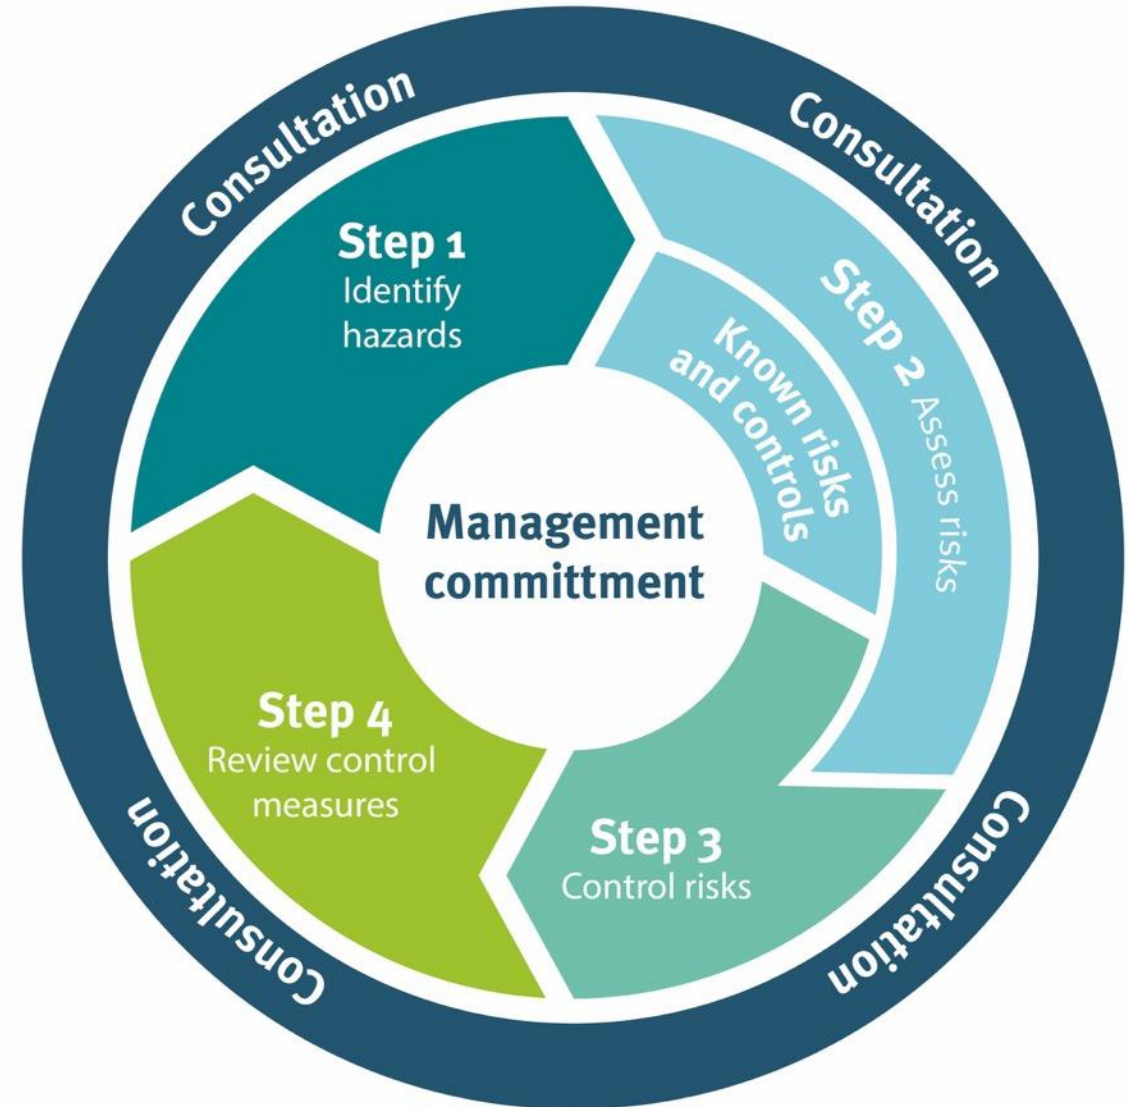 Consultation
Consultation
Step 1
Identify
hazards
Step 2 Assess risks
Known risks
and controls
Management
committment
Step 3
Control risks
Step 4
Review control
measures
Consultation
Consultation